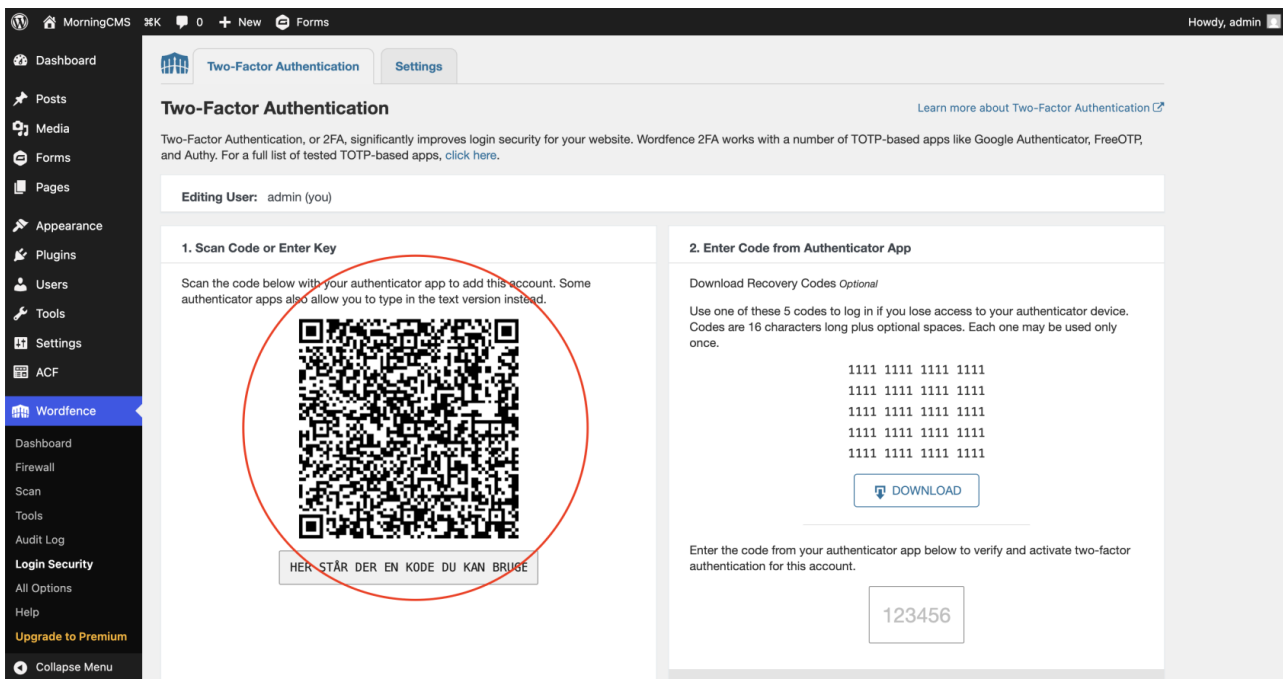 MorningCMS ⌘K 0 + New Forms Howdy, admin
Dashboard
Posts
Media
Forms
Pages
Appearance
Plugins
Users
Tools
Settings
ACF
Wordfence
Dashboard
Firewall
Scan
Tools
Audit Log
Login Security
All Options
Help
Upgrade to Premium
Collapse Menu
Two-Factor Authentication Settings
Two-Factor Authentication
Learn more about Two-Factor Authentication
Two-Factor Authentication, or 2FA, significantly improves login security for your website. Wordfence 2FA works with a number of TOTP-based apps like Google Authenticator, FreeOTP,
and Authy. For a full list of tested TOTP-based apps, click here.
Editing User: admin (you)
1. Scan Code or Enter Key
Scan the code below with your authenticator app to add this account. Some
authenticator apps also allow you to type in the text version instead.
HER STÅR DER EN KODE DU KAN BRUGE
2. Enter Code from Authenticator App
Download Recovery Codes Optional
Use one of these 5 codes to log in if you lose access to your authenticator device.
Codes are 16 characters long plus optional spaces. Each one may be used only
once.
1111 1111 1111 1111
1111 1111 1111 1111
1111 1111 1111 1111
1111 1111 1111 1111
1111 1111 1111 1111
DOWNLOAD
Enter the code from your authenticator app below to verify and activate two-factor
authentication for this account.
123456